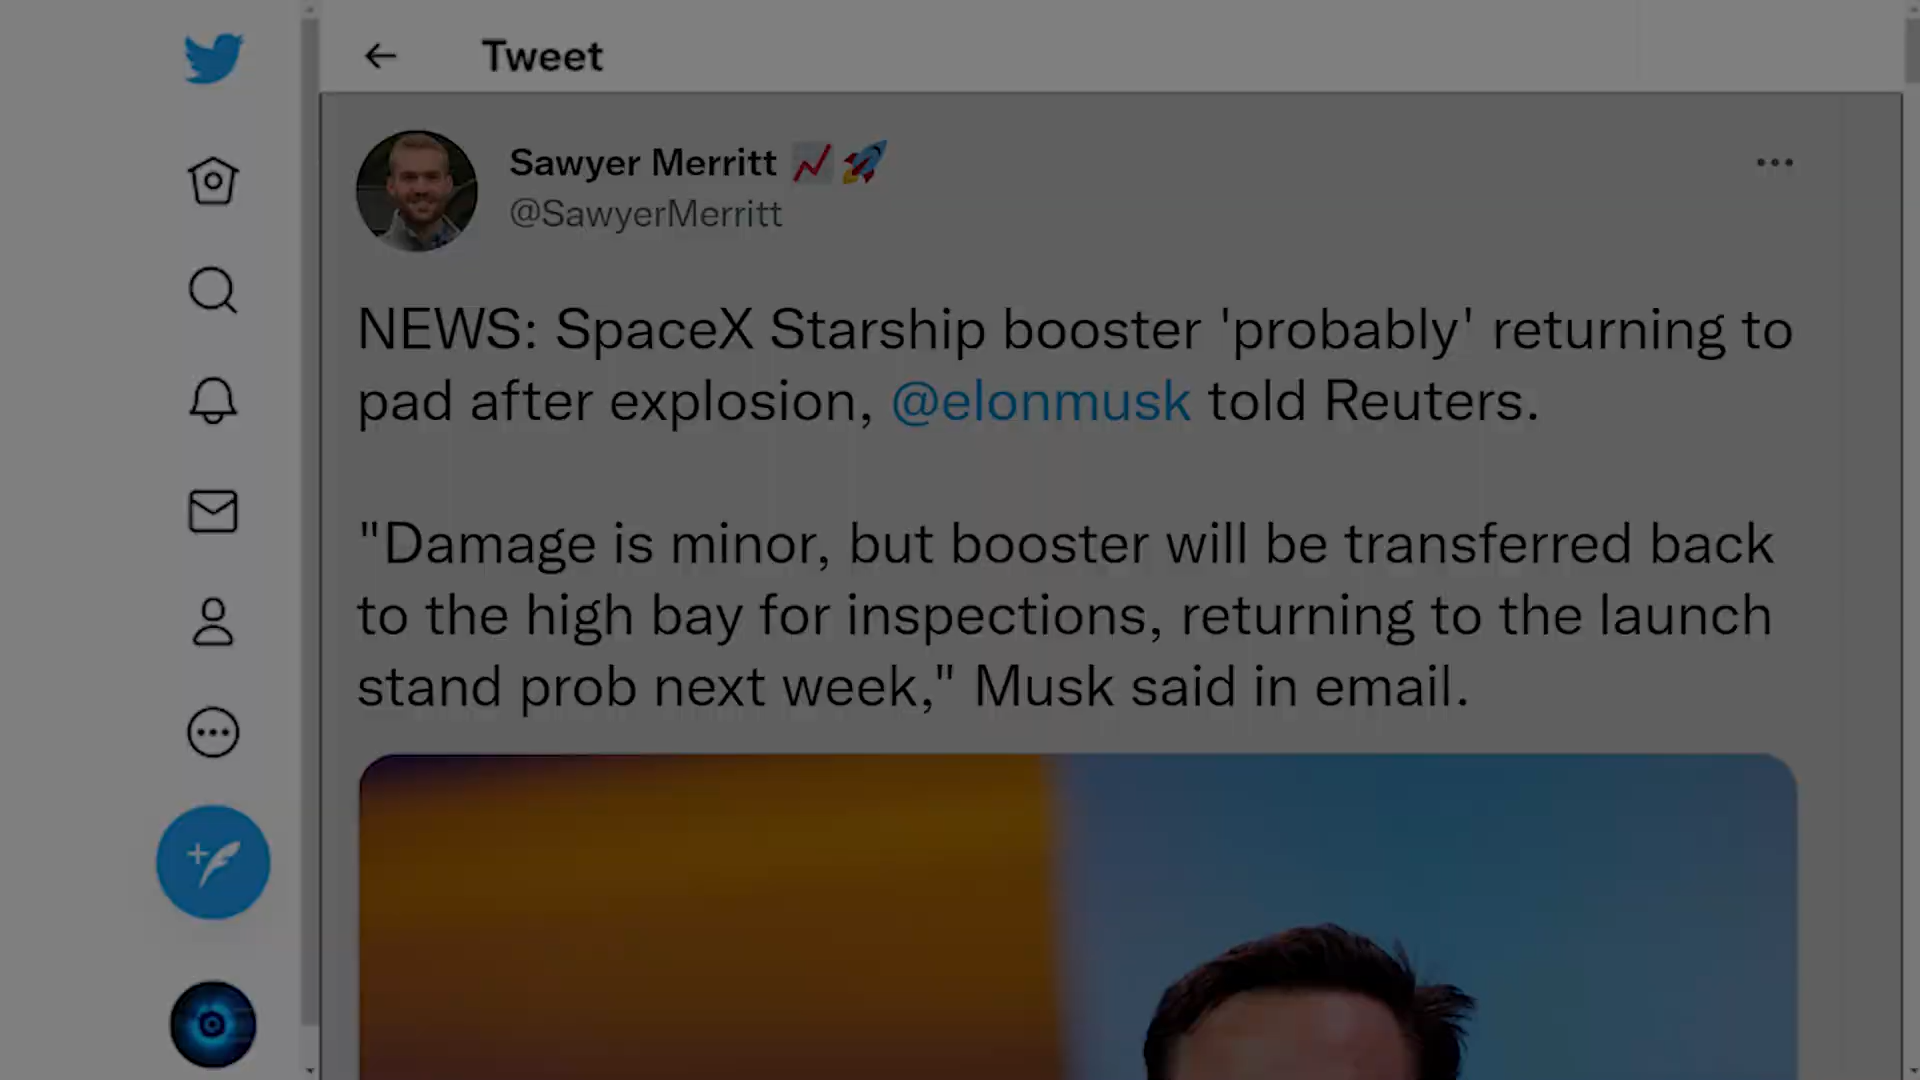 Tweet
Sawyer Merritt 📈🚀
@SawyerMerritt
NEWS: SpaceX Starship booster 'probably' returning to
pad after explosion, @elonmusk told Reuters.
"Damage is minor, but booster will be transferred back
to the high bay for inspections, returning to the launch
stand prob next week," Musk said in email.